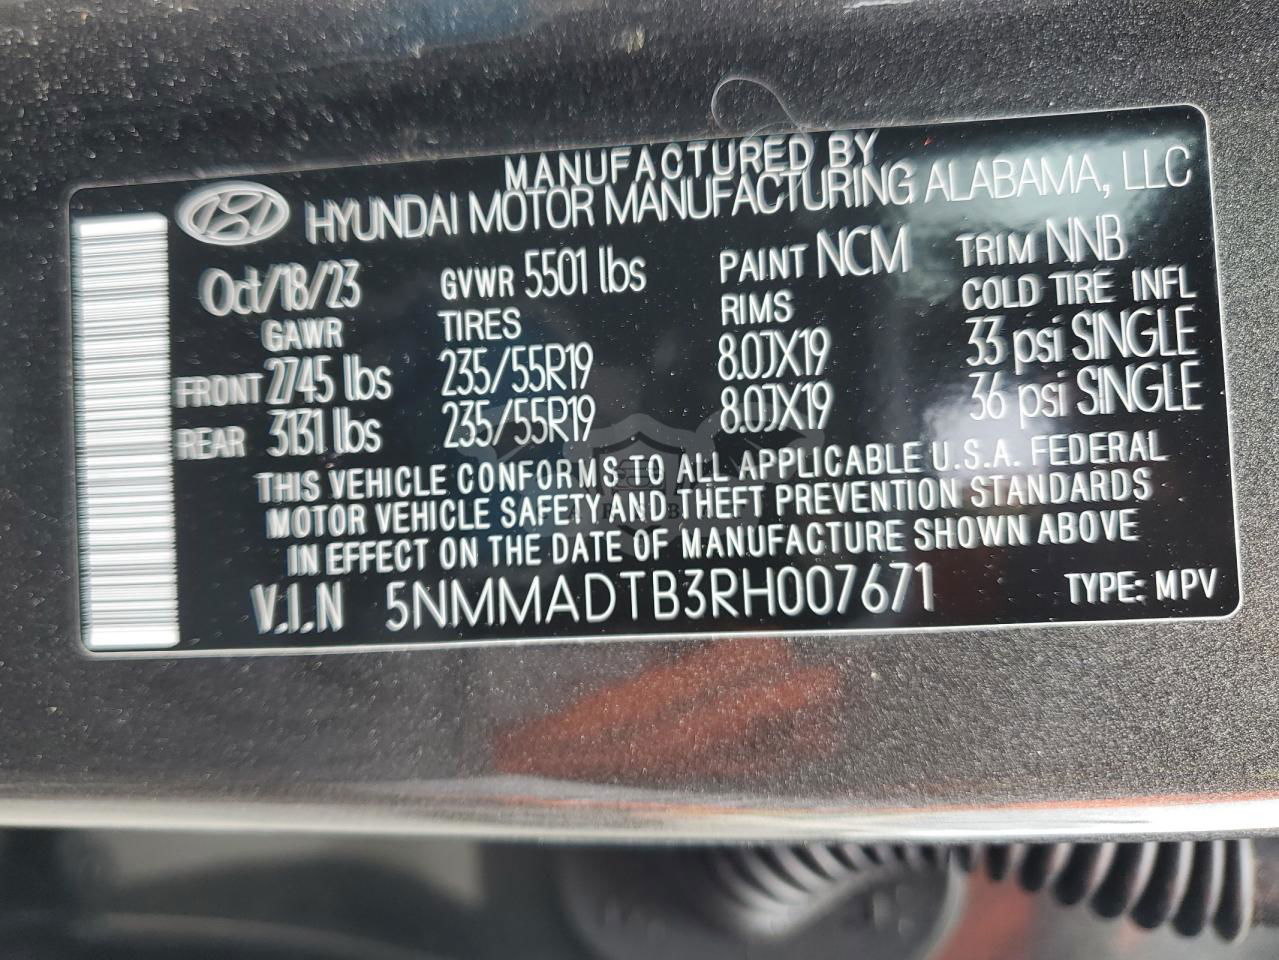 MANUFACTURED BY
HYUNDAI MOTOR MANUFACTURING ALABAMA, LLC
Oct/18/23 GVWR 5501 lbs PAINT NCM TRIM NNB
GAWR TIRES RIMS COLD TIRE INFL
FRONT 2745 lbs 235/55R19 8.0JX19 33 psi SINGLE
REAR 3131 lbs 235/55R19 8.0JX19 36 psi SINGLE
THIS VEHICLE CONFORMS TO ALL APPLICABLE U.S.A. FEDERAL
MOTOR VEHICLE SAFETY AND THEFT PREVENTION STANDARDS
IN EFFECT ON THE DATE OF MANUFACTURE SHOWN ABOVE
V.I.N 5NMMADTB3RH007671 TYPE: MPV